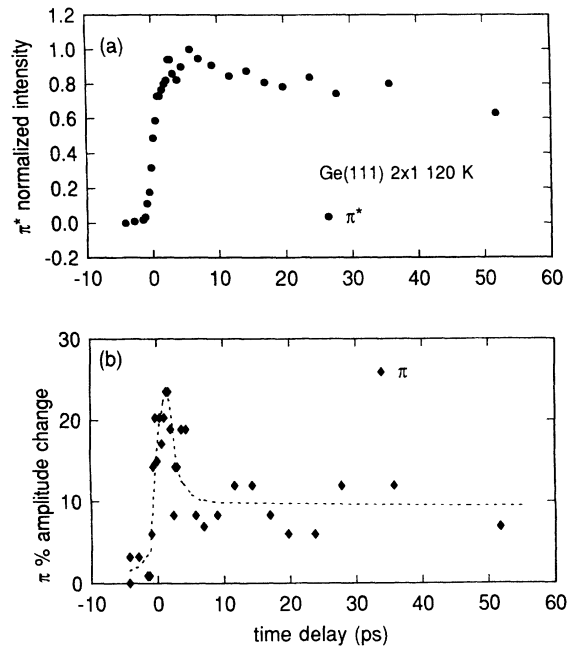 1.2
(a)
1.0
0.8
0.6
0.4
0.2
0.0
-0.2
π* normalized intensity
Ge(111) 2x1 120 K
π*
-10 0 10 20 30 40 50 60
30
(b)
π
20
10
0
π % amplitude change
-10 0 10 20 30 40 50 60
time delay (ps)